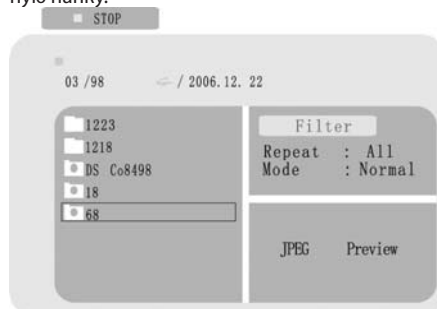 STOP
03 /98 / 2006.12. 22
1223
1218
DS Co8498
18
68
Filter
Repeat : All
Mode : Normal
JPEG Preview